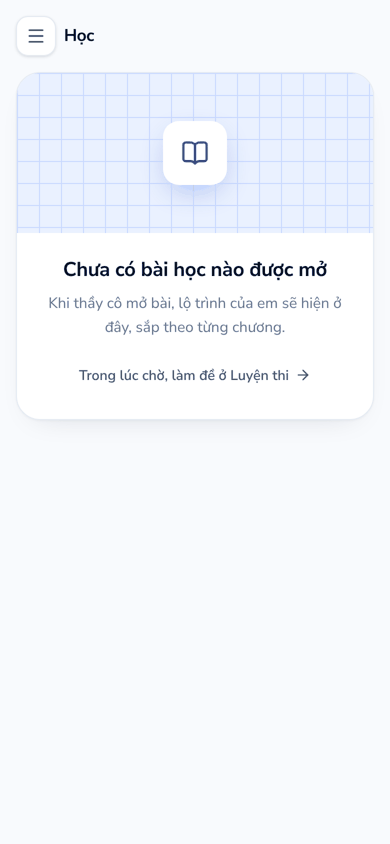 Học
Chưa có bài học nào được mở
Khi thầy cô mở bài, lộ trình của em sẽ hiện ở
đây, sắp theo từng chương.
Trong lúc chờ, làm đề ở Luyện thi →